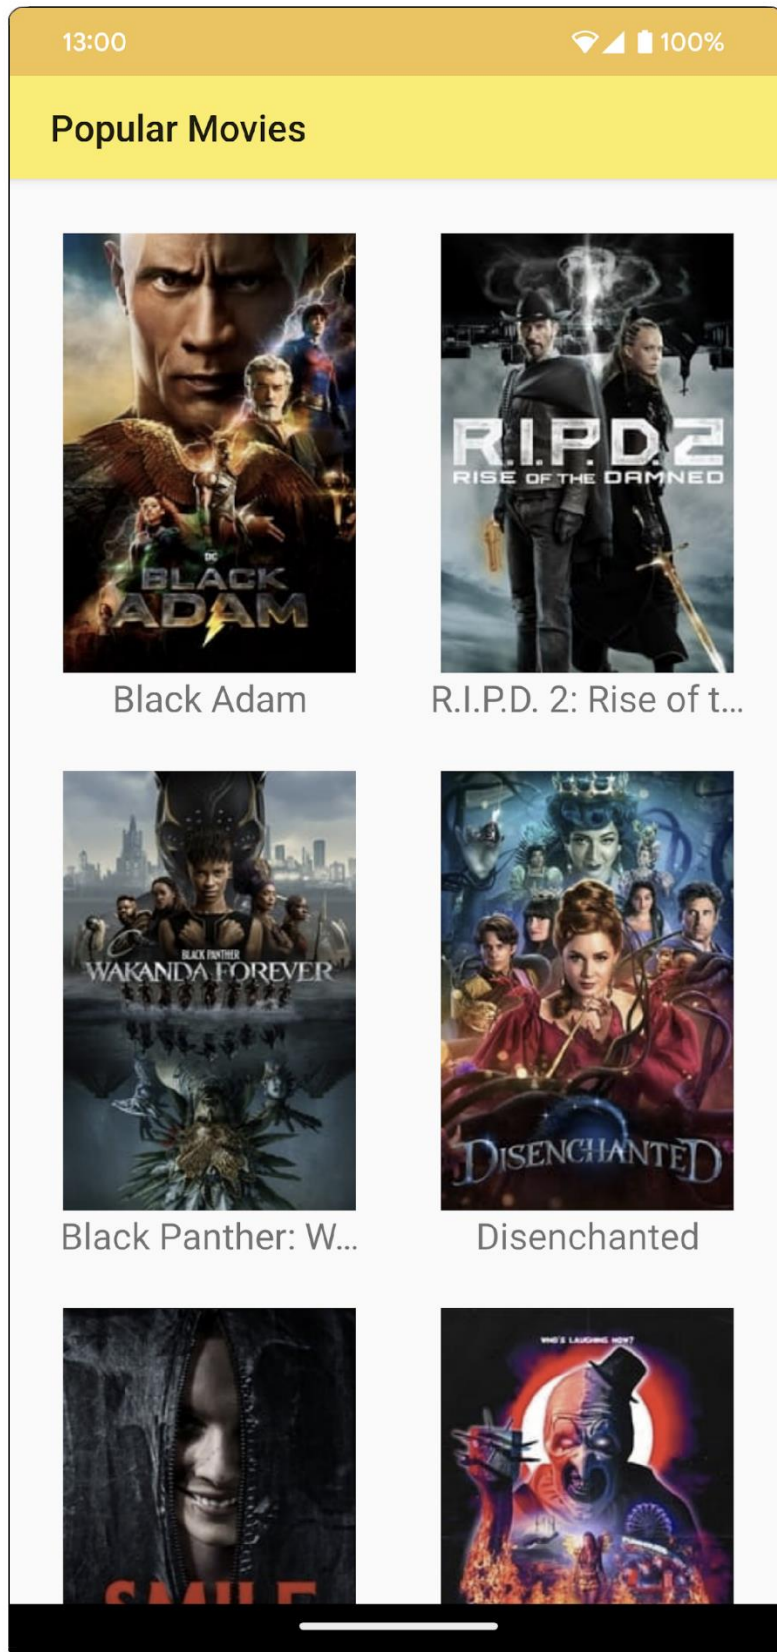 13:00 100%
Popular Movies
DC
BLACK
ADAM
R.I.P.D.2
RISE OF THE DAMNED
Black Adam
R.I.P.D. 2: Rise of t...
BLACK PANTHER
WAKANDA FOREVER
DISENCHANTED
Black Panther: W...
Disenchanted
SMILE
WHO'S LAUGHING NOW?